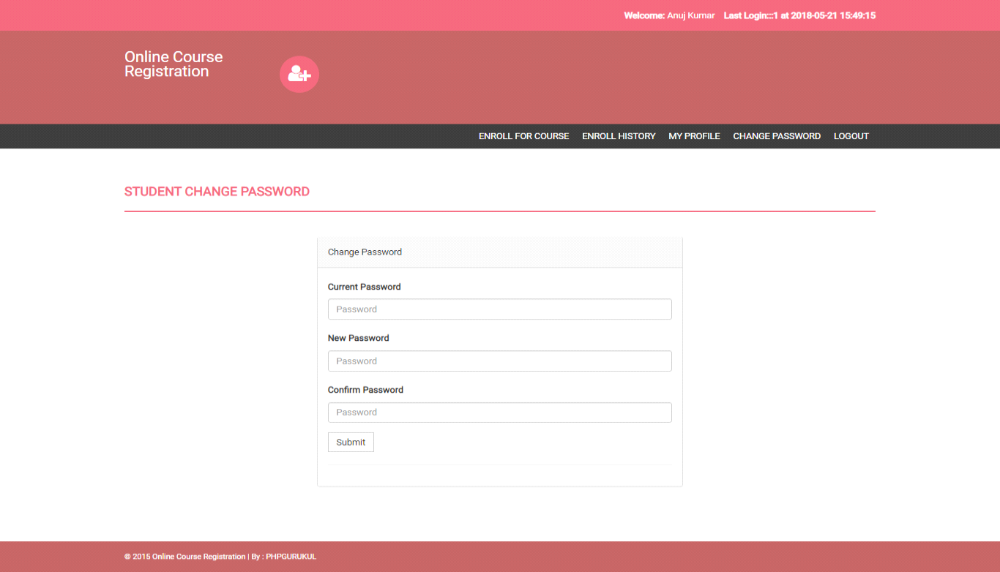 Welcome: Anuj Kumar Last Login:::1 at 2018-05-21 15:49:15
Online Course
Registration
ENROLL FOR COURSE ENROLL HISTORY MY PROFILE CHANGE PASSWORD LOGOUT
STUDENT CHANGE PASSWORD
Change Password
Current Password
Password
New Password
Password
Confirm Password
Password
Submit
© 2015 Online Course Registration | By : PHPGURUKUL